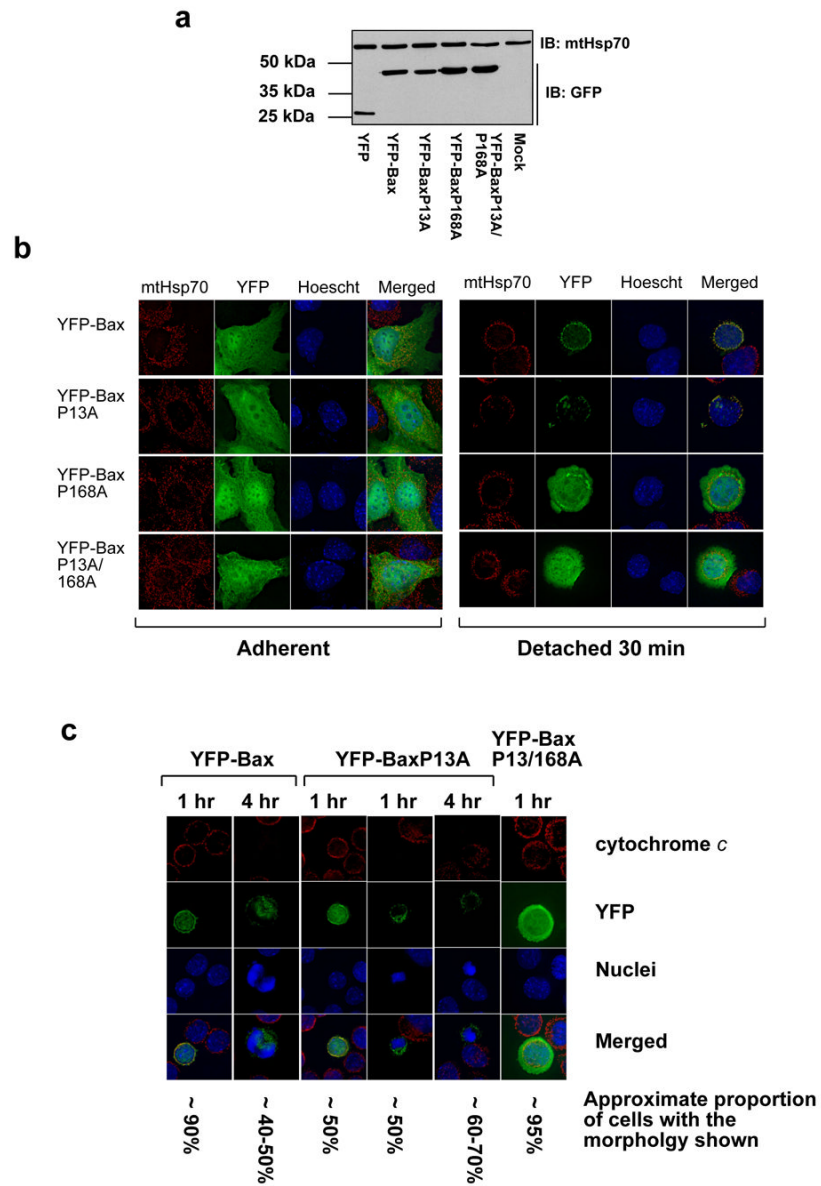 a
IB: mtHsp70
50 kDa
35 kDa
25 kDa
IB: GFP
YFP
YFP-Bax
YFP-BaxP13A
YFP-BaxP168A
YFP-BaxP13A/
P168A
Mock
b
mtHsp70 YFP Hoescht Merged
mtHsp70 YFP Hoescht Merged
YFP-Bax
YFP-Bax
P13A
YFP-Bax
P168A
YFP-Bax
P13A/
168A
Adherent
Detached 30 min
c
YFP-Bax
YFP-BaxP13A
YFP-Bax
P13/168A
1 hr 4 hr 1 hr 1 hr 4 hr 1 hr
cytochrome c
YFP
Nuclei
Merged
~ 90%
~ 40-50%
~ 50%
~ 50%
~ 60-70%
~ 95%
Approximate proportion
of cells with the
morpholgy shown